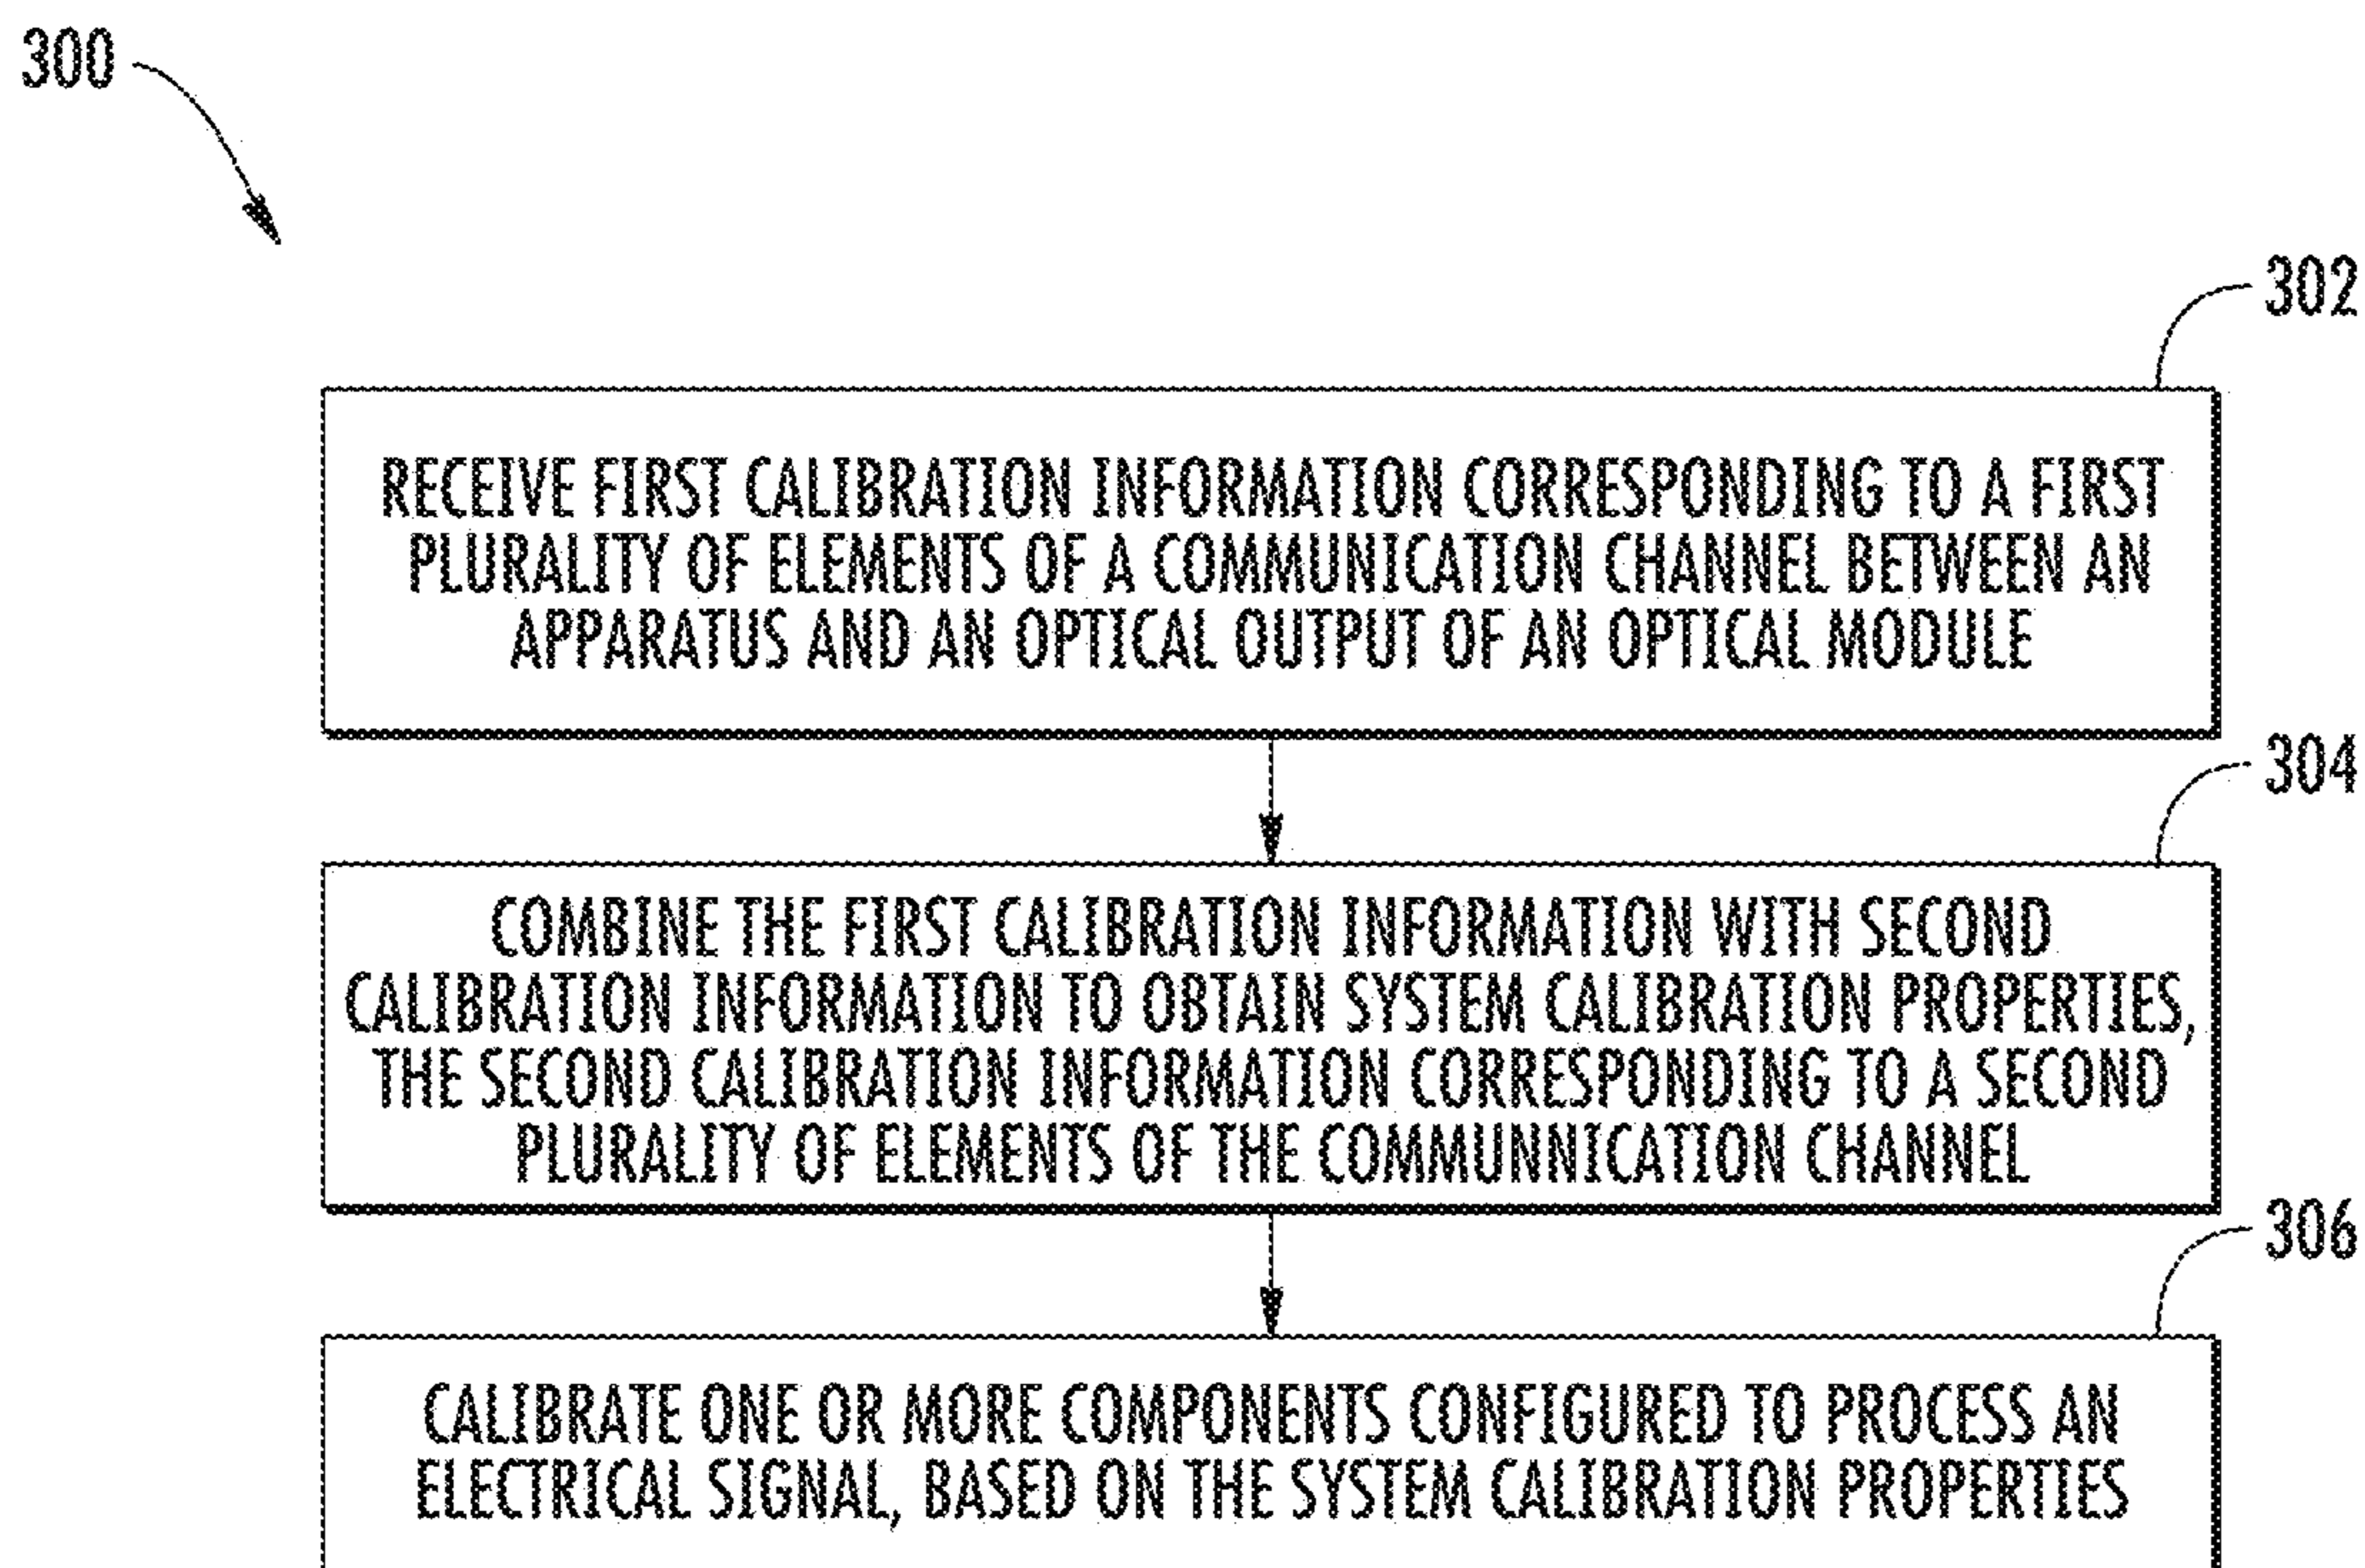 300
302
RECEIVE FIRST CALIBRATION INFORMATION CORRESPONDING TO A FIRST
PLURALITY OF ELEMENTS OF A COMMUNICATION CHANNEL BETWEEN AN
APPARATUS AND AN OPTICAL OUTPUT OF AN OPTICAL MODULE
304
COMBINE THE FIRST CALIBRATION INFORMATION WITH SECOND
CALIBRATION INFORMATION TO OBTAIN SYSTEM CALIBRATION PROPERTIES,
THE SECOND CALIBRATION INFORMATION CORRESPONDING TO A SECOND
PLURALITY OF ELEMENTS OF THE COMMUNNICATION CHANNEL
306
CALIBRATE ONE OR MORE COMPONENTS CONFIGURED TO PROCESS AN
ELECTRICAL SIGNAL, BASED ON THE SYSTEM CALIBRATION PROPERTIES